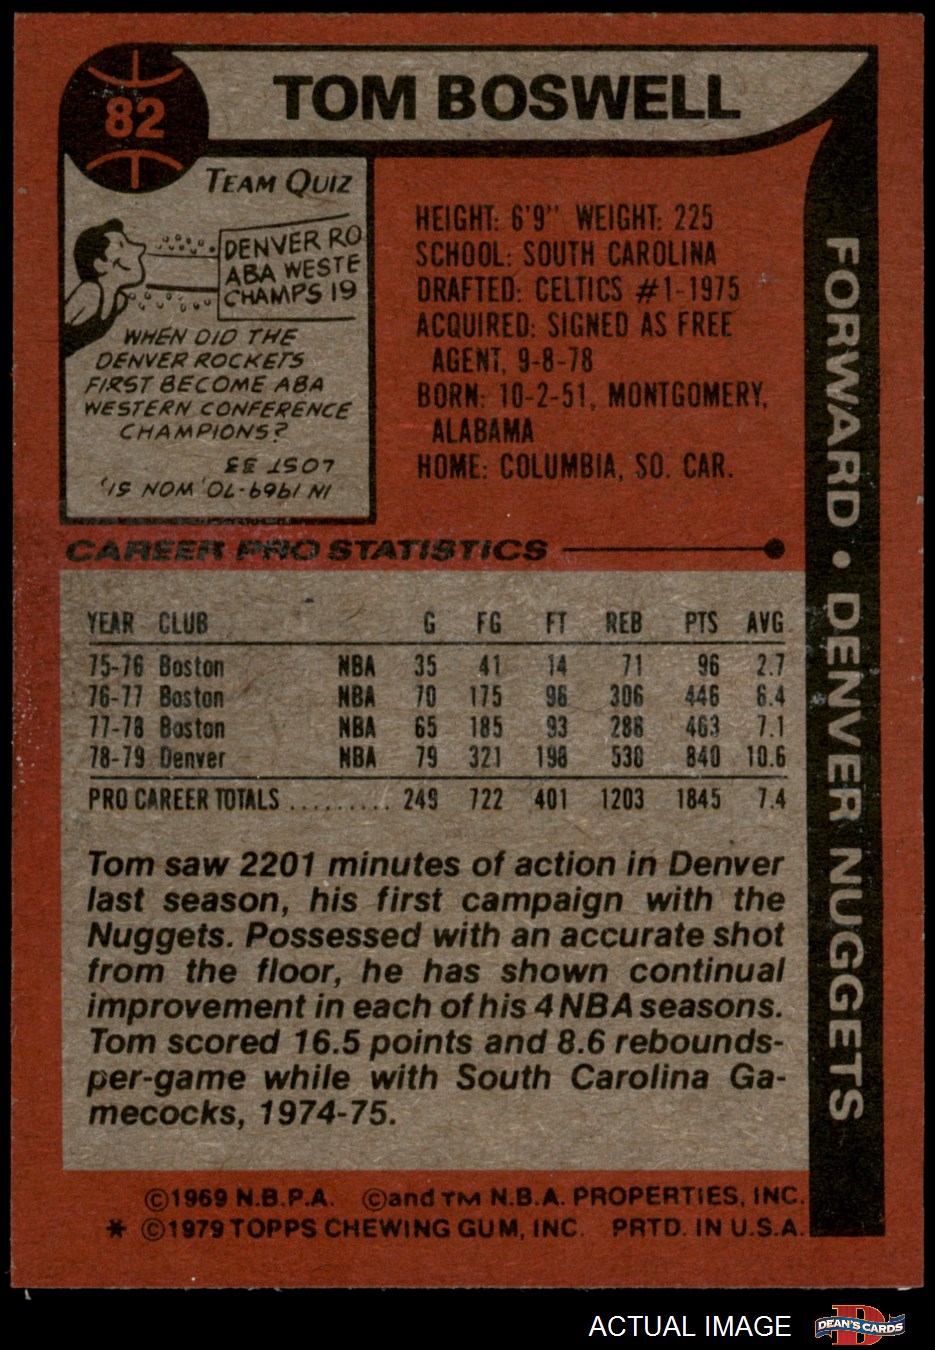 82
TOM BOSWELL
TEAM QUIZ
DENVER RO
ABA WESTE
CHAMPS 19
WHEN DID THE
DENVER ROCKETS
FIRST BECOME ABA
WESTERN CONFERENCE
CHAMPIONS?
IN 1969-70, WON 51,
LOST 33
HEIGHT: 6'9" WEIGHT: 225
SCHOOL: SOUTH CAROLINA
DRAFTED: CELTICS #1-1975
ACQUIRED: SIGNED AS FREE
AGENT, 9-8-78
BORN: 10-2-51, MONTGOMERY,
ALABAMA
HOME: COLUMBIA, SO. CAR.
FORWARD • DENVER NUGGETS
CAREER PRO STATISTICS
YEAR CLUB G FG FT REB PTS AVG
75-76 Boston NBA 35 41 14 71 96 2.7
76-77 Boston NBA 70 175 96 306 446 6.4
77-78 Boston NBA 65 185 93 286 463 7.1
78-79 Denver NBA 79 321 198 538 840 10.6
PRO CAREER TOTALS ......... 249 722 401 1203 1845 7.4
Tom saw 2201 minutes of action in Denver
last season, his first campaign with the
Nuggets. Possessed with an accurate shot
from the floor, he has shown continual
improvement in each of his 4 NBA seasons.
Tom scored 16.5 points and 8.6 rebounds-
per-game while with South Carolina Ga-
mecocks, 1974-75.
©1969 N.B.P.A. ©and TM N.B.A. PROPERTIES, INC.
* ©1979 TOPPS CHEWING GUM, INC. PRTD. IN U.S.A.
ACTUAL IMAGE
D
DEAN'S CARDS